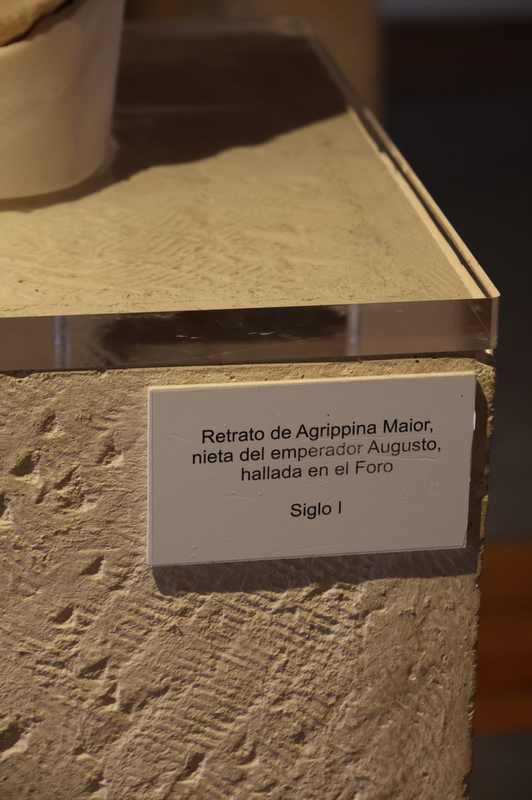 Retrato de Agrippina Maior,
nieta del emperador Augusto,
hallada en el Foro
Siglo I